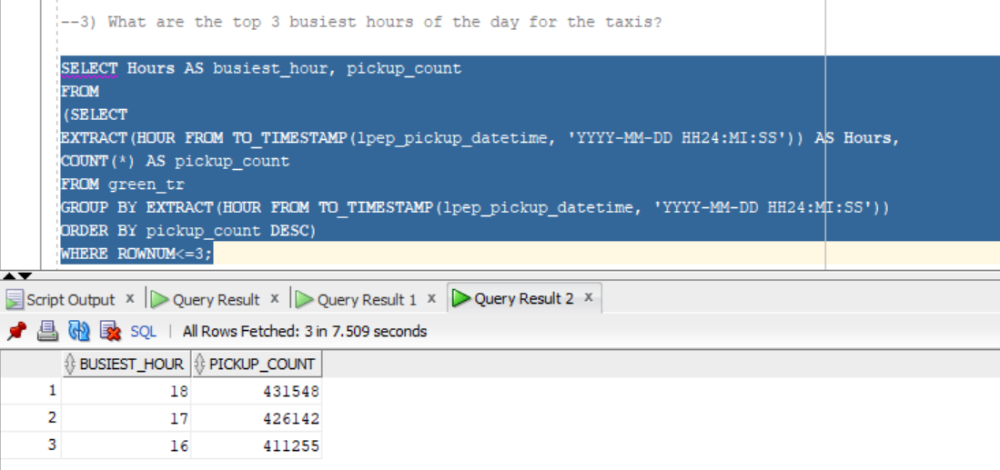 --3) What are the top 3 busiest hours of the day for the taxis?
SELECT Hours AS busiest_hour, pickup_count
FROM
(SELECT
EXTRACT(HOUR FROM TO_TIMESTAMP(lpep_pickup_datetime, 'YYYY-MM-DD HH24:MI:SS')) AS Hours,
COUNT(*) AS pickup_count
FROM green_tr
GROUP BY EXTRACT(HOUR FROM TO_TIMESTAMP(lpep_pickup_datetime, 'YYYY-MM-DD HH24:MI:SS'))
ORDER BY pickup_count DESC)
WHERE ROWNUM<=3;
Script Output x Query Result x Query Result 1 x Query Result 2 x
SQL | All Rows Fetched: 3 in 7.509 seconds
BUSIEST_HOUR PICKUP_COUNT
1 18 431548
2 17 426142
3 16 411255